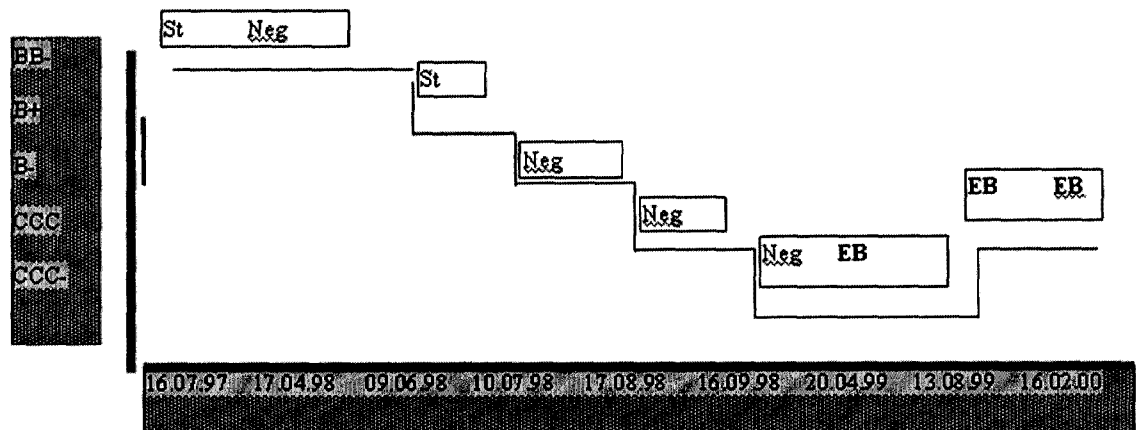 St Neg
BB-
St
B+
Neg
B-
EB EB
Neg
CCC
Neg EB
CCC-
16.07.97 17.04.98 09.06.98 10.07.98 17.08.98 16.09.98 20.04.99 13.08.99 16.02.00